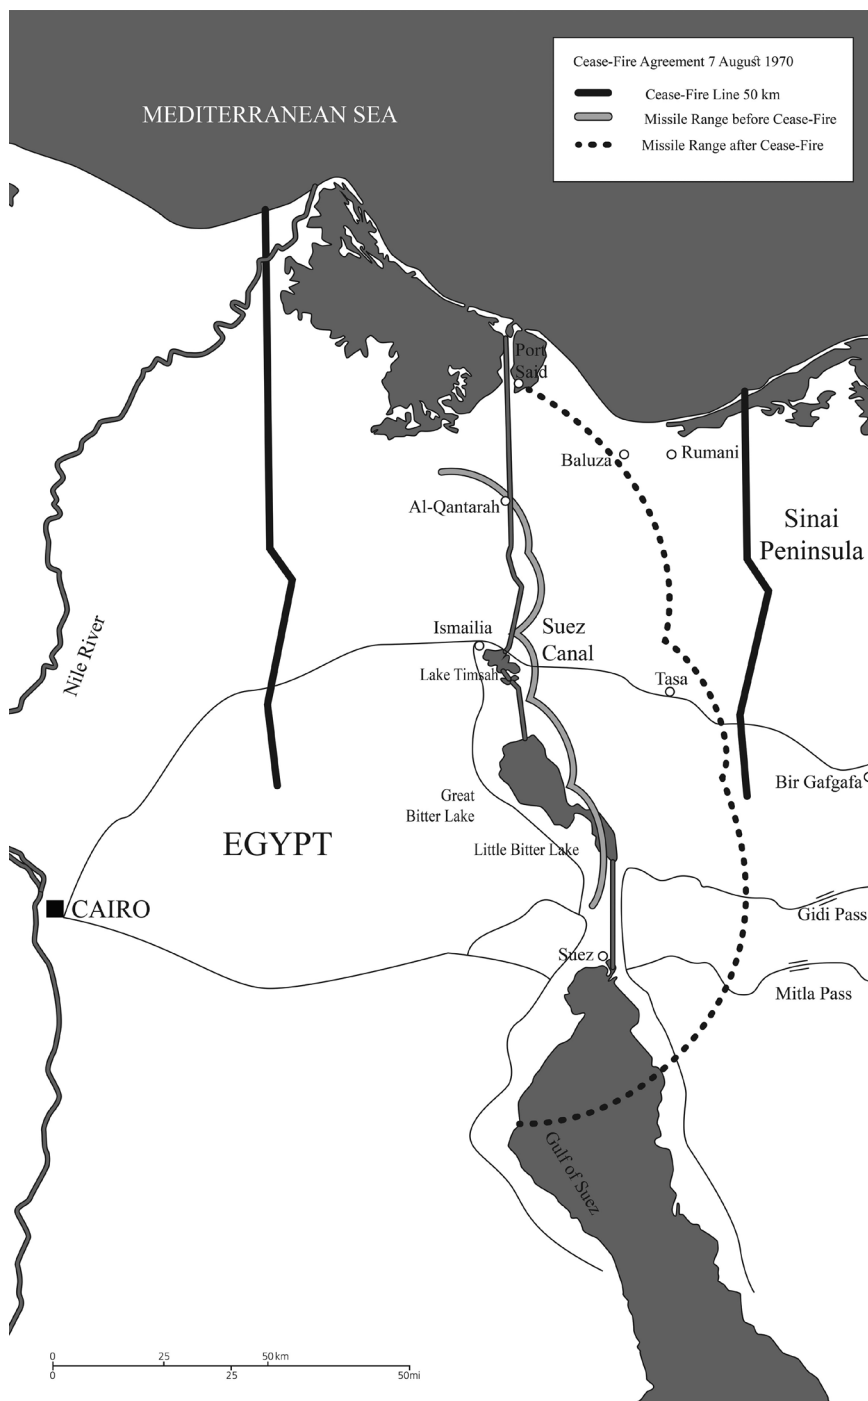 Cease-Fire Agreement 7 August 1970
Cease-Fire Line 50 km
Missile Range before Cease-Fire
Missile Range after Cease-Fire
MEDITERRANEAN SEA
Port
Said
Baluza
Rumani
Al-Qantarah
Sinai
Peninsula
Nile River
Ismailia
Suez
Canal
Lake Timsah
Tasa
Bir Gafgafa
Great
Bitter Lake
EGYPT
Little Bitter Lake
CAIRO
Gidi Pass
Suez
Mitla Pass
Gulf of Suez
0 25 50 km
0 25 50mi